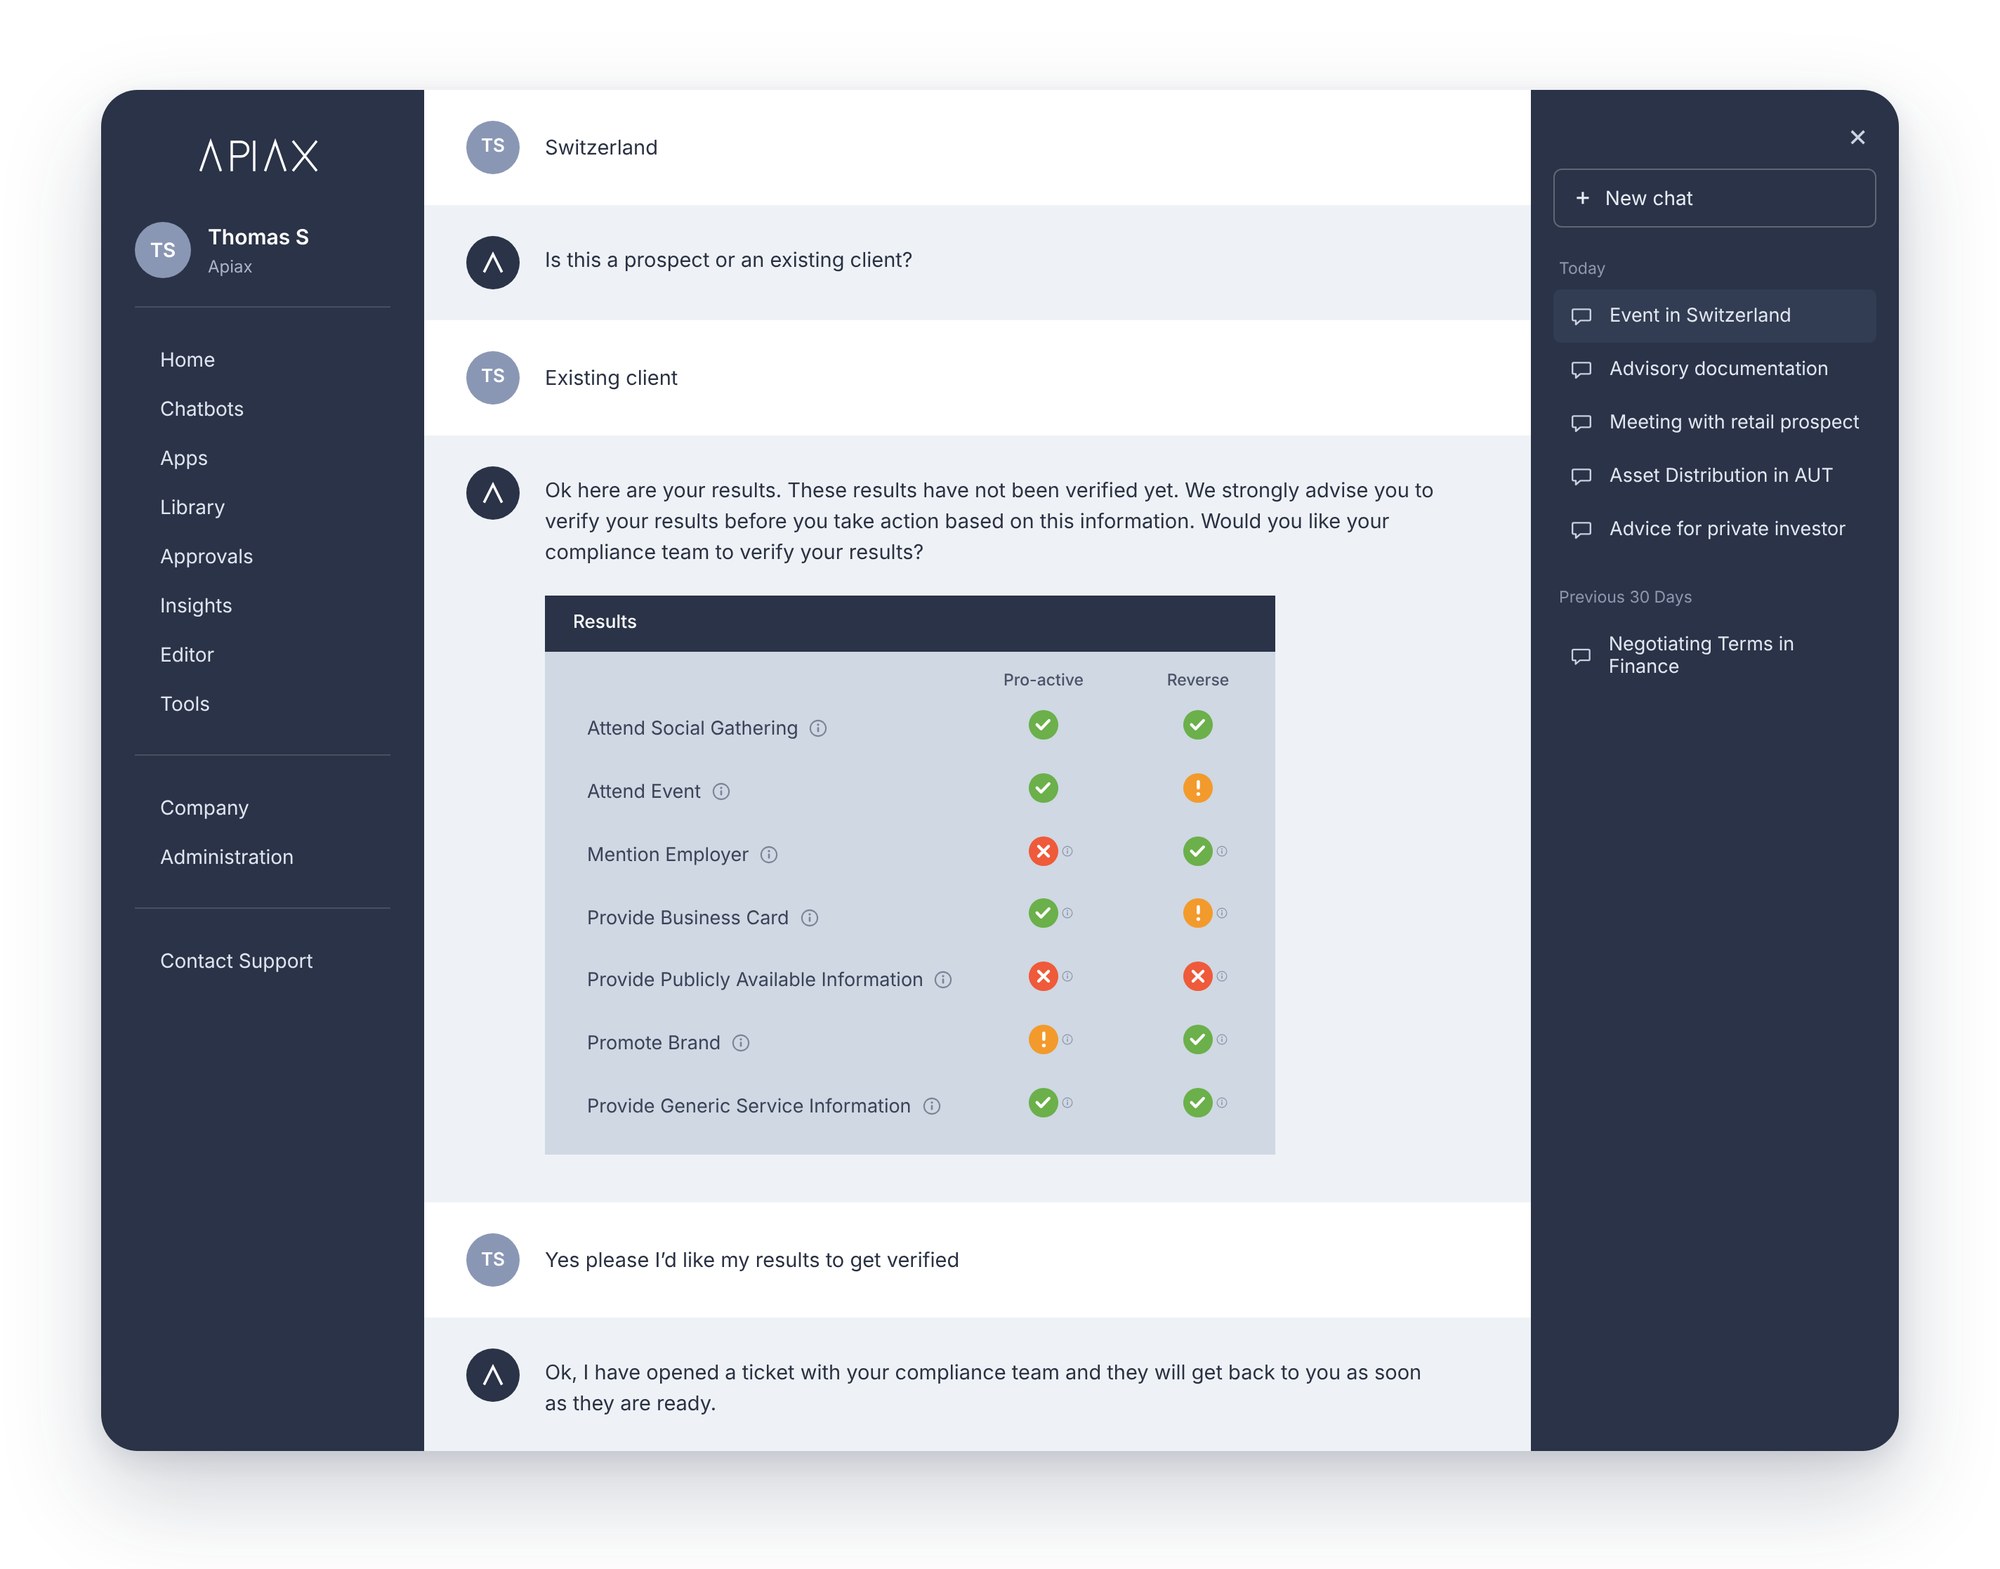 APIAX
TS
Thomas S
Apiax
Home
Chatbots
Apps
Library
Approvals
Insights
Editor
Tools
Company
Administration
Contact Support
TS
Switzerland
Is this a prospect or an existing client?
TS
Existing client
Ok here are your results. These results have not been verified yet. We strongly advise you to
verify your results before you take action based on this information. Would you like your
compliance team to verify your results?
Results
Pro-active Reverse
Attend Social Gathering
Attend Event
Mention Employer
Provide Business Card
Provide Publicly Available Information
Promote Brand
Provide Generic Service Information
TS
Yes please I’d like my results to get verified
Ok, I have opened a ticket with your compliance team and they will get back to you as soon
as they are ready.
+ New chat
Today
Event in Switzerland
Advisory documentation
Meeting with retail prospect
Asset Distribution in AUT
Advice for private investor
Previous 30 Days
Negotiating Terms in
Finance